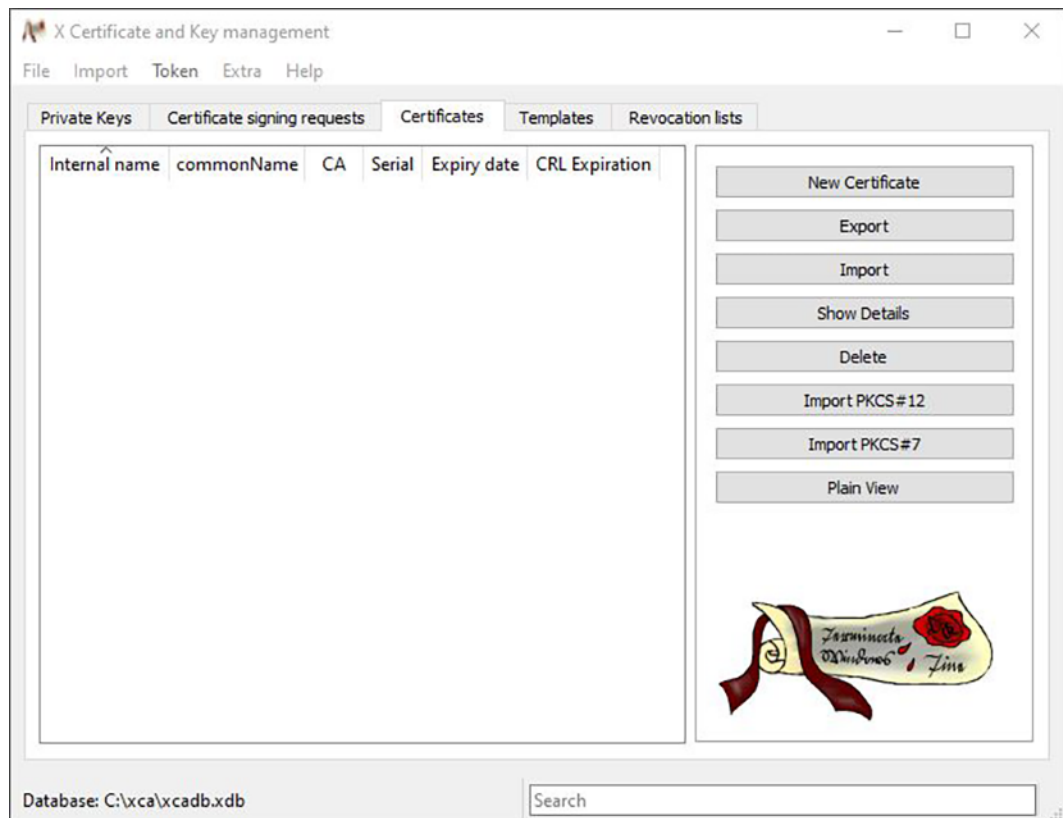 X Certificate and Key management
File Import Token Extra Help
Private Keys Certificate signing requests Certificates Templates Revocation lists
Internal name commonName CA Serial Expiry date CRL Expiration
New Certificate
Export
Import
Show Details
Delete
Import PKCS#12
Import PKCS#7
Plain View
Database: C:\xca\xcadb.xdb
Search